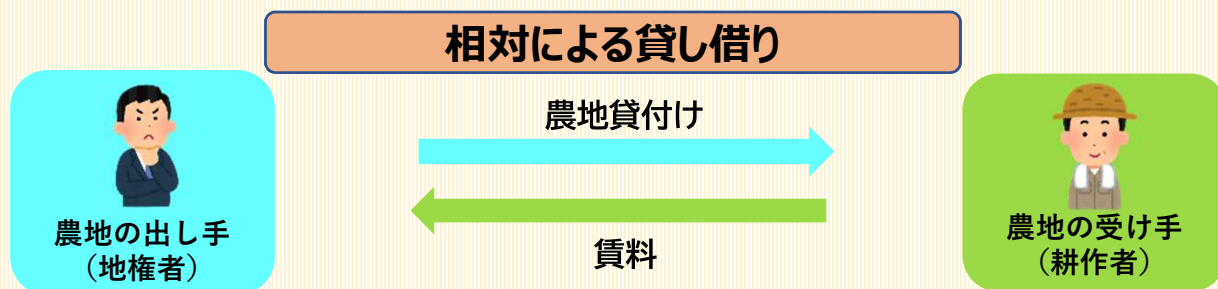 相対による貸し借り
農地貸付け
農地の出し手
（地権者）
賃料
農地の受け手
（耕作者）